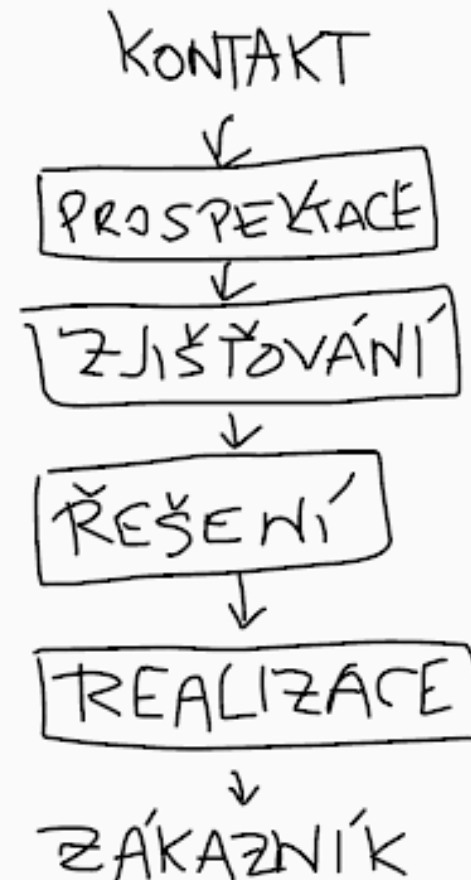 KONTAKT
PROSPEKTACE
ZJIŠŤOVÁNÍ
ŘEŠENÍ
REALIZACE
ZÁKAZNÍK